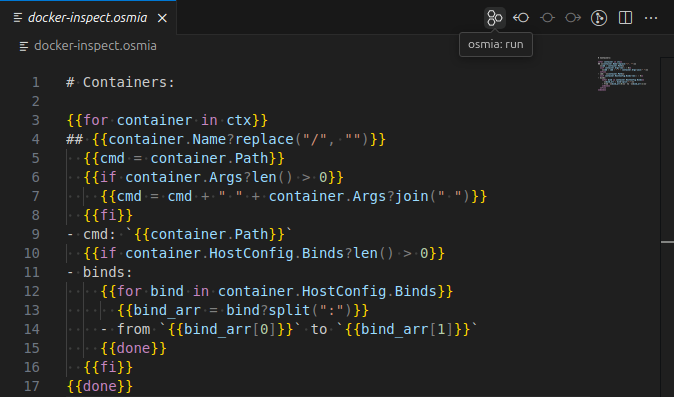 docker-inspect.osmia
docker-inspect.osmia
osmia: run
1 # Containers:
2
3 {{for container in ctx}}
4 ## {{container.Name?replace("/", "")}}
5   {{cmd = container.Path}}
6   {{if container.Args?len() > 0}}
7     {{cmd = cmd + " " + container.Args?join(" ")}}
8   {{fi}}
9 - cmd: `{{container.Path}}`
10   {{if container.HostConfig.Binds?len() > 0}}
11 - binds:
12     {{for bind in container.HostConfig.Binds}}
13       {{bind_arr = bind?split(":")}}
14     - from `{{bind_arr[0]}}` to `{{bind_arr[1]}}`
15     {{done}}
16   {{fi}}
17 {{done}}